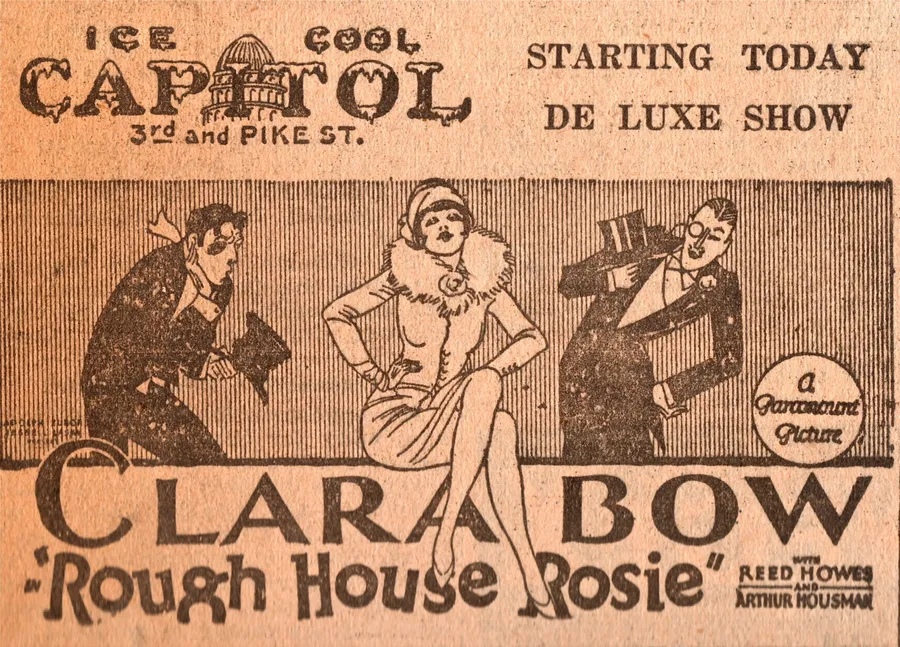 ICE COOL
CAPITOL
3rd and PIKE ST.
STARTING TODAY
DE LUXE SHOW
a
Paramount
Picture
CLARA BOW
IN "Rough House Rosie"
WITH
REED HOWES
AND
ARTHUR HOUSMAN